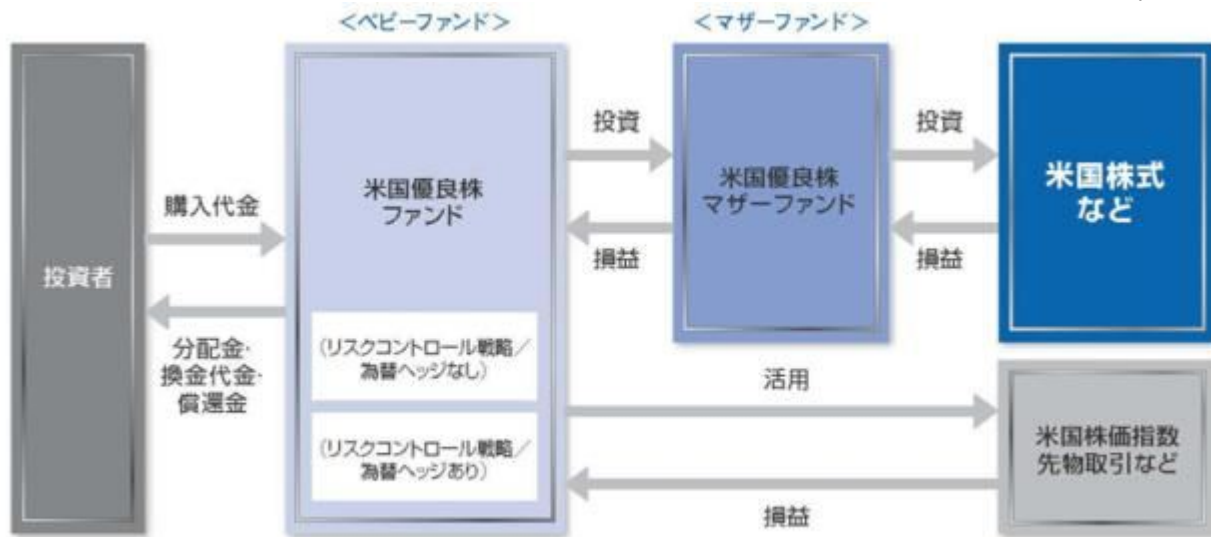 ＜ベビーファンド＞
＜マザーファンド＞
投資者
購入代金
分配金・
換金代金・
償還金
米国優良株
ファンド
(リスクコントロール戦略／
為替ヘッジなし)
(リスクコントロール戦略／
為替ヘッジあり)
投資
損益
米国優良株
マザーファンド
投資
損益
米国株式
など
活用
損益
米国株価指数
先物取引など